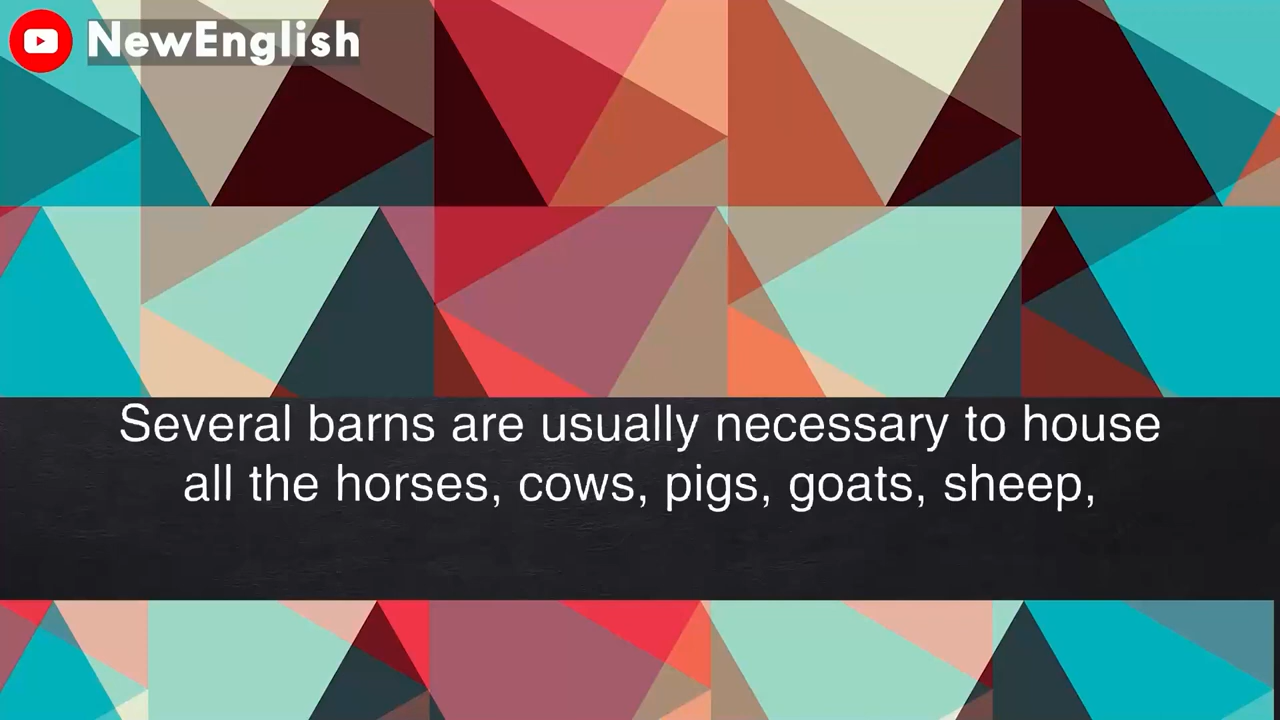 NewEnglish
Several barns are usually necessary to house
all the horses, cows, pigs, goats, sheep,